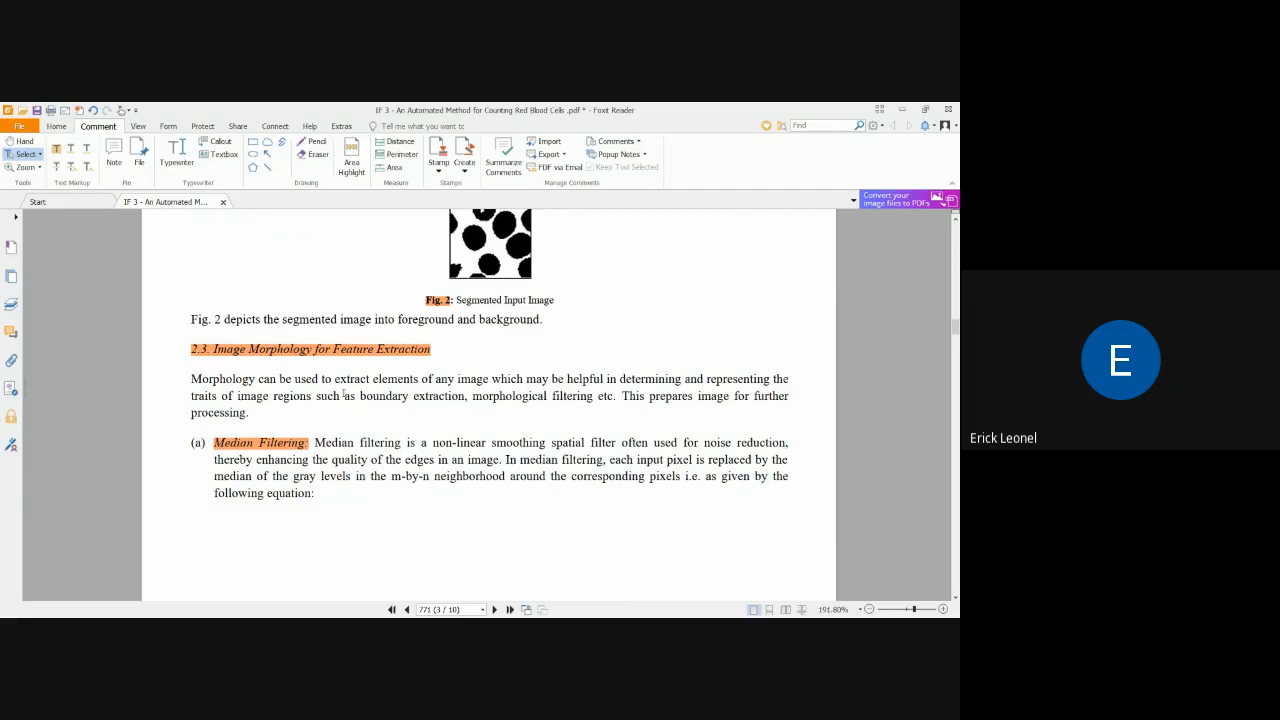 IF 3 - An Automated Method for Counting Red Blood Cells .pdf * - Foxit Reader
File Home Comment View Form Protect Share Connect Help Extras Tell me what you want to Find
Hand
Select
Zoom
Tools
Text Markup
Note File
Pin
Typewriter
Callout
Textbox
Typewriter
Pencil
Eraser
Drawing
Area
Highlight
Distance
Perimeter
Area
Measure
Stamp Create
Stamps
Summarize
Comments
Import
Export
PDF via Email
Comments
Popup Notes
Keep Tool Selected
Manage Comments
Start
IF 3 - An Automated M...
Convert your
image files to PDFs
Fig. 2: Segmented Input Image
Fig. 2 depicts the segmented image into foreground and background.
2.3. Image Morphology for Feature Extraction
Morphology can be used to extract elements of any image which may be helpful in determining and representing the
traits of image regions such as boundary extraction, morphological filtering etc. This prepares image for further
processing.
(a) Median Filtering: Median filtering is a non-linear smoothing spatial filter often used for noise reduction,
thereby enhancing the quality of the edges in an image. In median filtering, each input pixel is replaced by the
median of the gray levels in the m-by-n neighborhood around the corresponding pixels i.e. as given by the
following equation:
771 (3 / 10)
191.80%
E
Erick Leonel